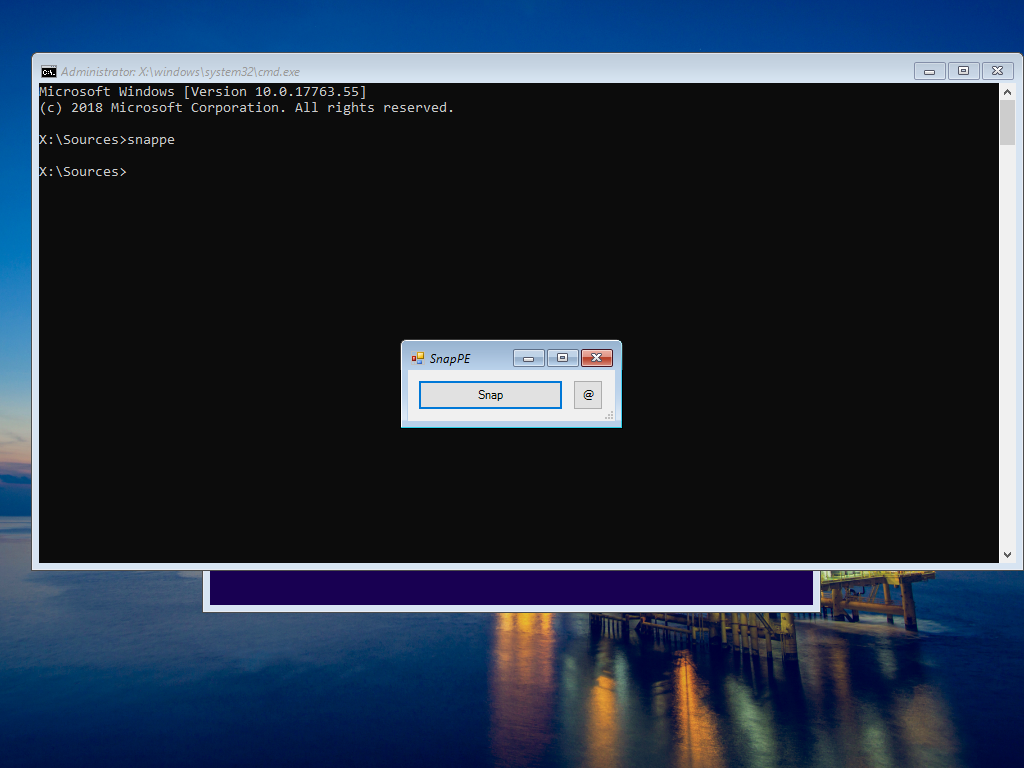 Administrator: X:\windows\system32\cmd.exe
Microsoft Windows [Version 10.0.17763.55]
(c) 2018 Microsoft Corporation. All rights reserved.
X:\Sources>snappe
X:\Sources>
SnapPE
Snap @